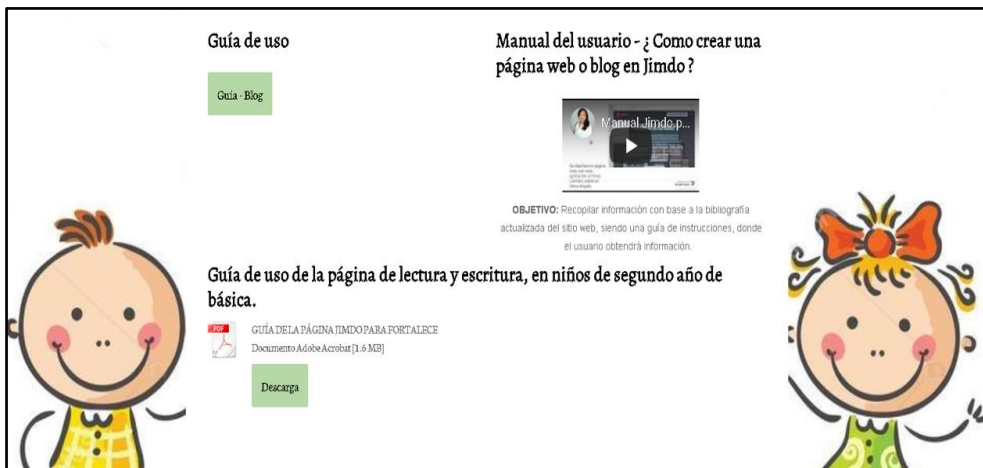 Guía de uso
Guía - Blog
Manual del usuario - ¿ Como crear una
página web o blog en Jimdo ?
Manual Jimdo.p...
OBJETIVO: Recopilar información con base a la bibliografía
actualizada del sitio web, siendo una guía de instrucciones, donde
el usuario obtendrá información.
Guía de uso de la página de lectura y escritura, en niños de segundo año de
básica.
PDF
GUÍA DE LA PÁGINA JIMDO PARA FORTALECE
Documento Adobe Acrobat [1.6 MB]
Descarga